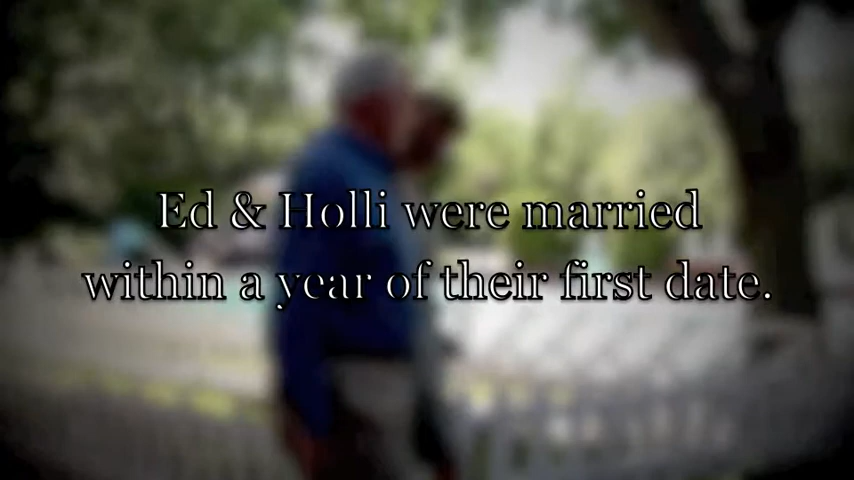 Ed & Holli were married
within a year of their first date.